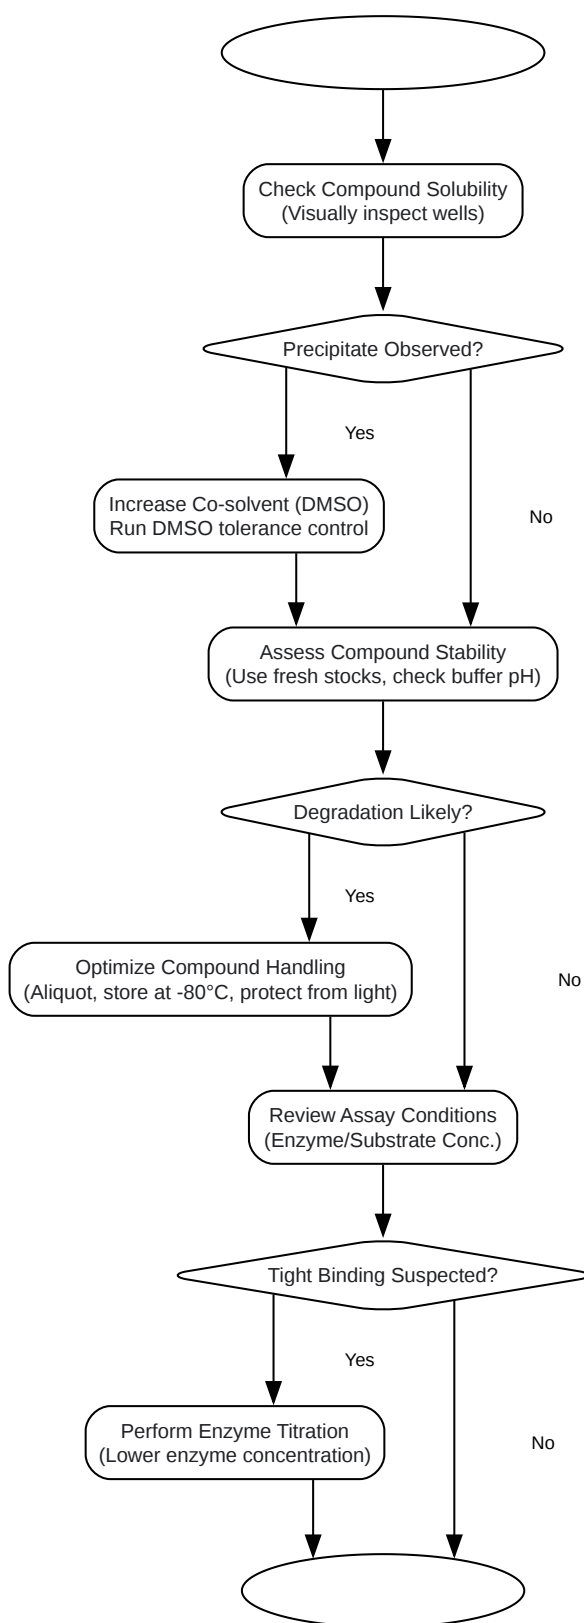 Check Compound Solubility
(Visually inspect wells)
Precipitate Observed?
Yes
Increase Co-solvent (DMSO)
Run DMSO tolerance control
No
Assess Compound Stability
(Use fresh stocks, check buffer pH)
Degradation Likely?
Yes
Optimize Compound Handling
(Aliquot, store at -80°C, protect from light)
No
Review Assay Conditions
(Enzyme/Substrate Conc.)
Tight Binding Suspected?
Yes
Perform Enzyme Titration
(Lower enzyme concentration)
No